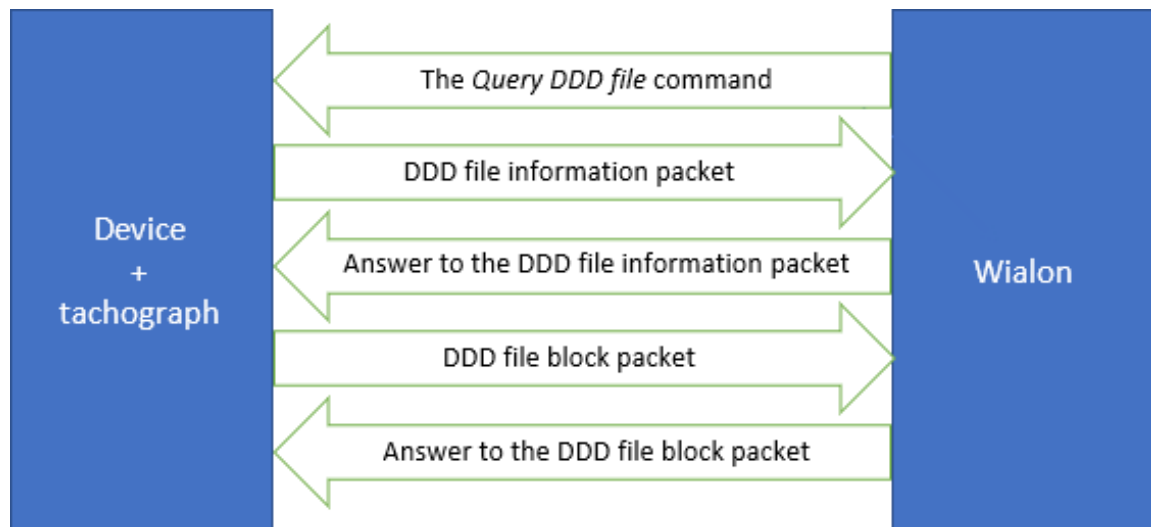 The Query DDD file command
DDD file information packet
Device
+
tachograph
Answer to the DDD file information packet
Wialon
DDD file block packet
Answer to the DDD file block packet